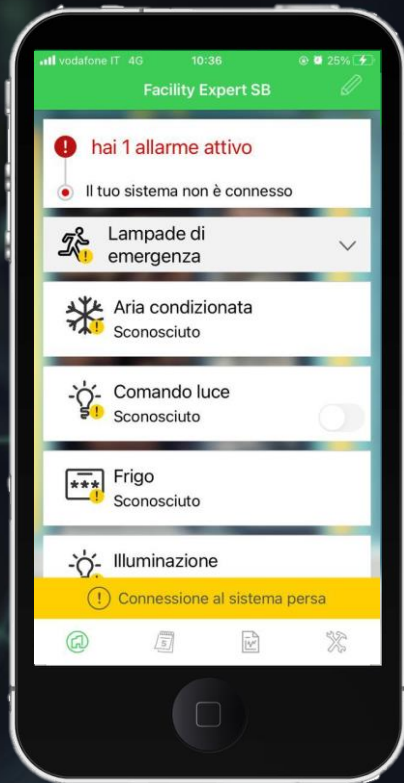 vodafone IT 4G 10:36 25%
Facility Expert SB
hai 1 allarme attivo
Il tuo sistema non è connesso
Lampade di
emergenza
Aria condizionata
Sconosciuto
Comando luce
Sconosciuto
Frigo
Sconosciuto
Illuminazione
Connessione al sistema persa